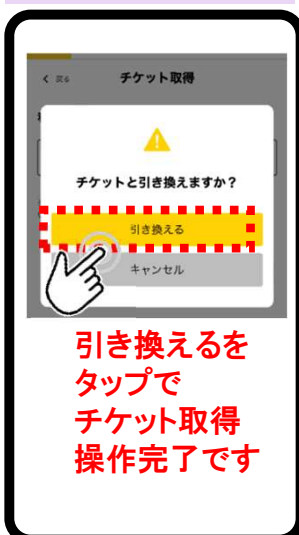 < 戻る チケット取得
チケットと引き換えますか？
引き換える
キャンセル
引き換えるを
タップで
チケット取得
操作完了です